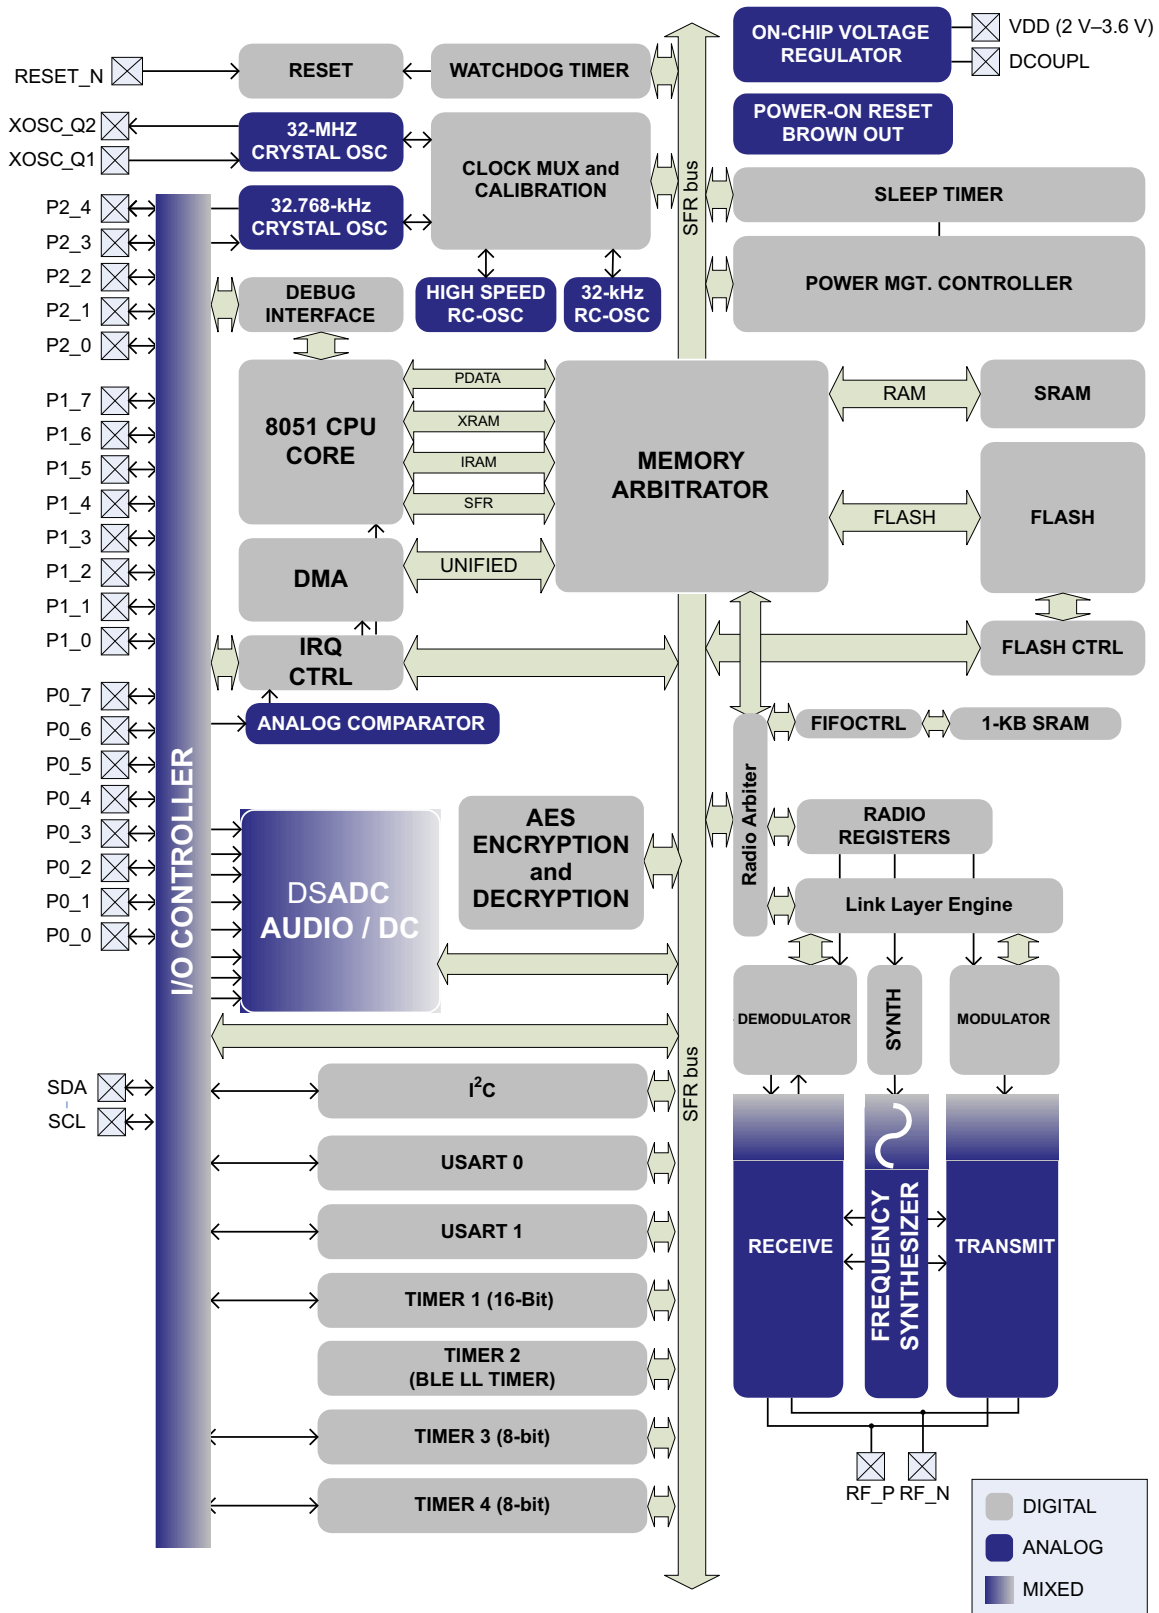 ON-CHIP VOLTAGE
REGULATOR
VDD (2 V–3.6 V)
DCOUPL
RESET_N
RESET
WATCHDOG TIMER
POWER-ON RESET
BROWN OUT
XOSC_Q2
XOSC_Q1
32-MHZ
CRYSTAL OSC
CLOCK MUX and
CALIBRATION
SFR bus
SLEEP TIMER
P2_4
P2_3
P2_2
P2_1
P2_0
32.768-kHz
CRYSTAL OSC
POWER MGT. CONTROLLER
DEBUG
INTERFACE
HIGH SPEED
RC-OSC
32-kHz
RC-OSC
P1_7
P1_6
P1_5
P1_4
P1_3
P1_2
P1_1
P1_0
8051 CPU
CORE
PDATA
XRAM
IRAM
SFR
MEMORY
ARBITRATOR
RAM
SRAM
FLASH
FLASH
DMA
UNIFIED
IRQ
CTRL
FLASH CTRL
P0_7
P0_6
P0_5
P0_4
P0_3
P0_2
P0_1
P0_0
ANALOG COMPARATOR
I/O CONTROLLER
Radio Arbiter
FIFOCTRL
1-KB SRAM
AES
ENCRYPTION
and
DECRYPTION
RADIO
REGISTERS
DSADC
AUDIO / DC
Link Layer Engine
DEMODULATOR
SYNTH
MODULATOR
SFR bus
SDA
SCL
I2C
USART 0
USART 1
TIMER 1 (16-Bit)
TIMER 2
(BLE LL TIMER)
TIMER 3 (8-bit)
TIMER 4 (8-bit)
RECEIVE
FREQUENCY
SYNTHESIZER
TRANSMIT
RF_P
RF_N
DIGITAL
ANALOG
MIXED